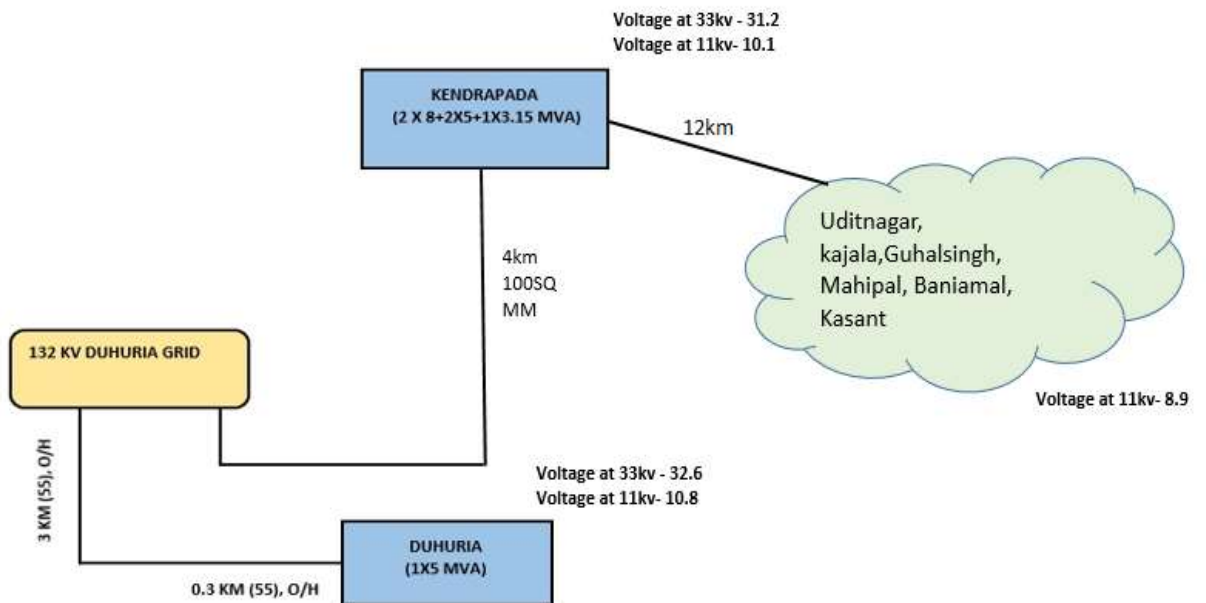 Voltage at 33kv - 31.2
Voltage at 11kv- 10.1
KENDRAPADA
(2 X 8+2X5+1X3.15 MVA)
12km
Uditnagar,
kajala,Guhalsingh,
Mahipal, Baniamal,
Kasant
4km
100SQ
MM
132 KV DUHURIA GRID
Voltage at 11kv- 8.9
3 KM (55), O/H
Voltage at 33kv - 32.6
Voltage at 11kv- 10.8
DUHURIA
(1X5 MVA)
0.3 KM (55), O/H